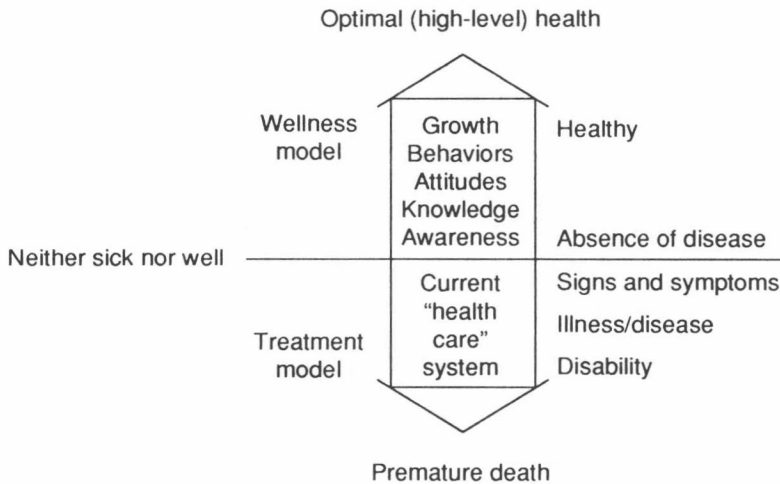 Optimal (high-level) health
Wellness
model
Growth
Behaviors
Attitudes
Knowledge
Awareness
Healthy
Absence of disease
Neither sick nor well
Current
“health
care”
system
Signs and symptoms
Illness/disease
Disability
Treatment
model
Premature death